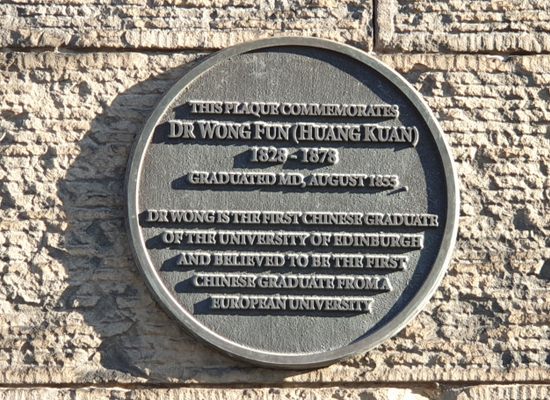 THIS PLAQUE COMMEMORATES
DR WONG FUN (HUANG KUAN)
1828 - 1878
GRADUATED MD, AUGUST 1855
DR WONG IS THE FIRST CHINESE GRADUATE
OF THE UNIVERSITY OF EDINBURGH
AND BELIEVED TO BE THE FIRST
CHINESE GRADUATE FROM A
EUROPEAN UNIVERSITY